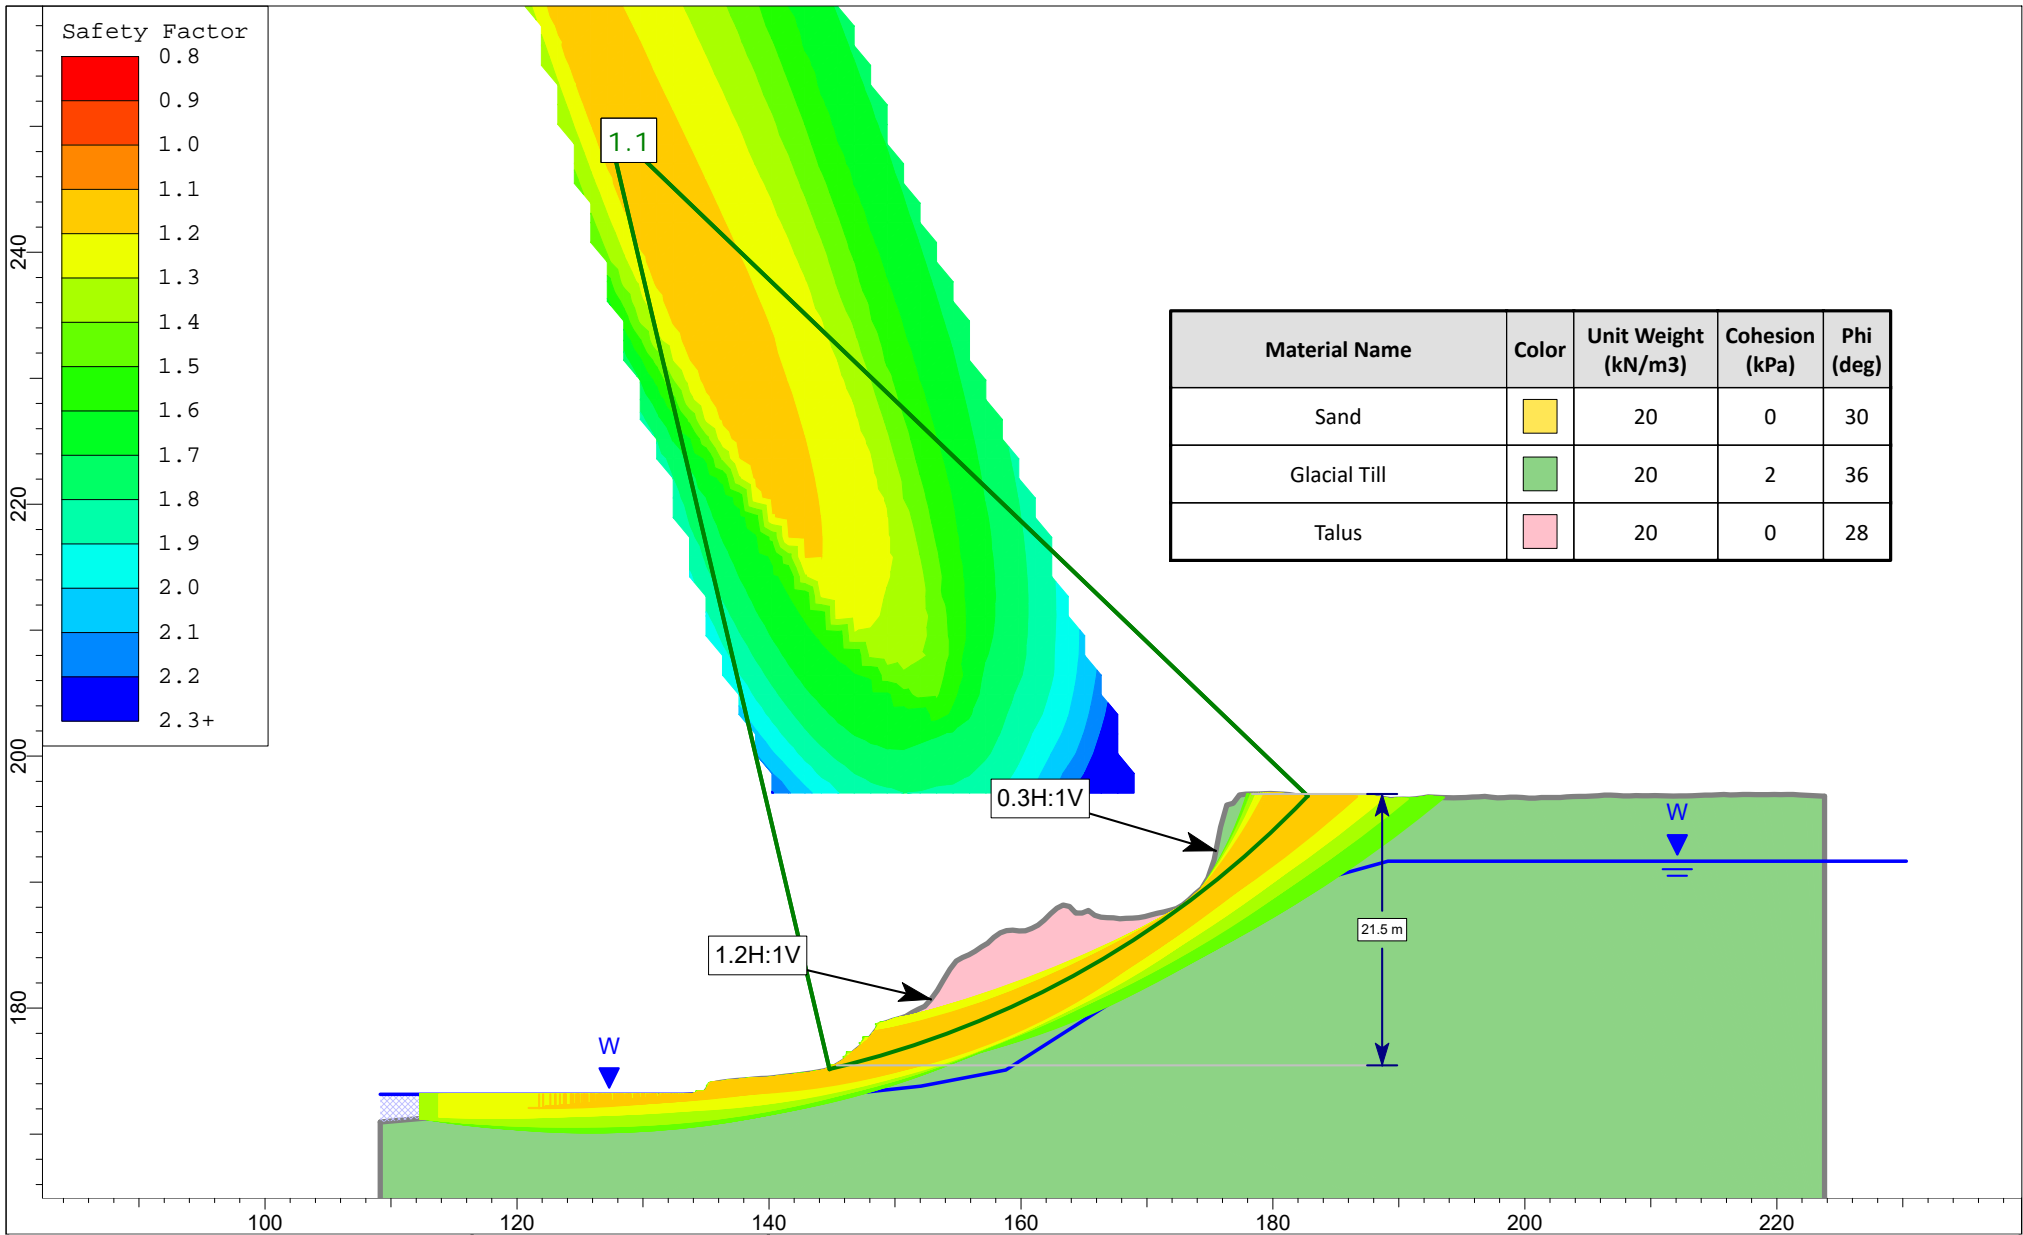 Safety Factor
0.8
0.9
1.0
1.1
1.2
1.3
1.4
1.5
1.6
1.7
1.8
1.9
2.0
2.1
2.2
2.3+
1.1
Material Name Color Unit Weight (kN/m3) Cohesion (kPa) Phi (deg)
Sand 20 0 30
Glacial Till 20 2 36
Talus 20 0 28
0.3H:1V
W
21.5 m
1.2H:1V
W
240
220
200
180
100 120 140 160 180 200 220